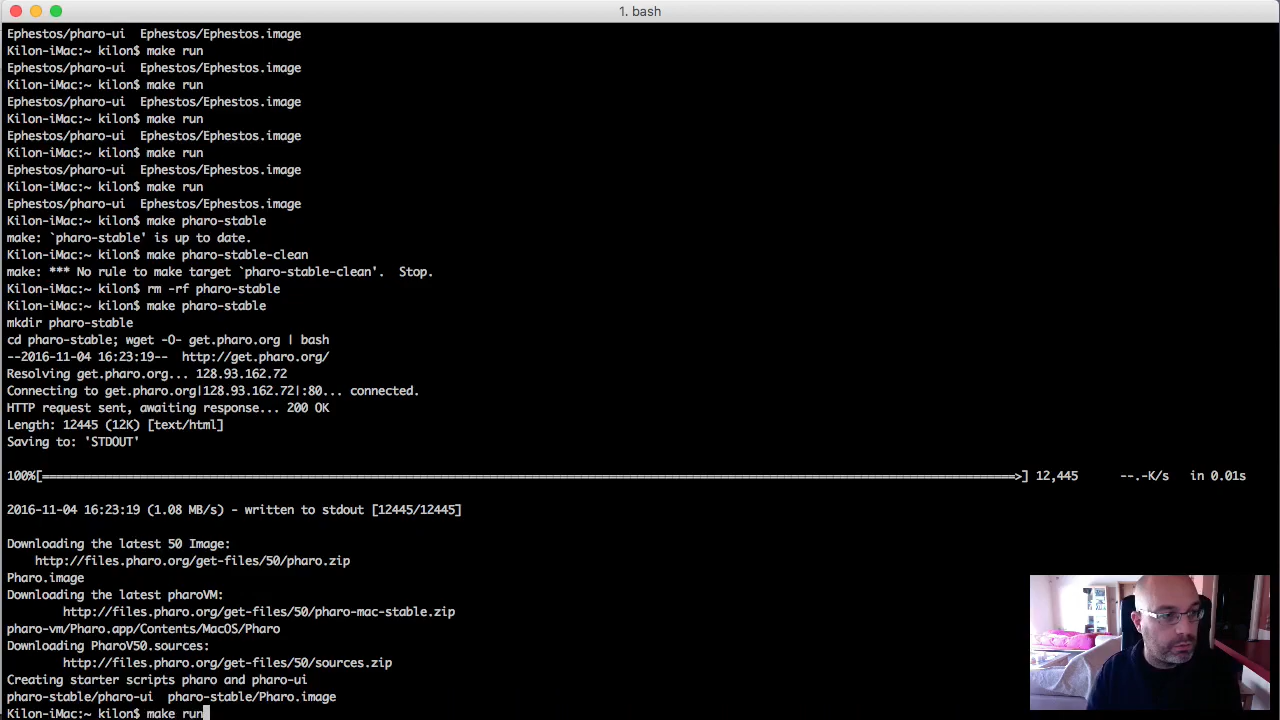 1. bash
Ephestos/pharo-ui  Ephestos/Ephestos.image
Kilon-iMac:~ kilon$ make run
Ephestos/pharo-ui  Ephestos/Ephestos.image
Kilon-iMac:~ kilon$ make run
Ephestos/pharo-ui  Ephestos/Ephestos.image
Kilon-iMac:~ kilon$ make run
Ephestos/pharo-ui  Ephestos/Ephestos.image
Kilon-iMac:~ kilon$ make run
Ephestos/pharo-ui  Ephestos/Ephestos.image
Kilon-iMac:~ kilon$ make run
Ephestos/pharo-ui  Ephestos/Ephestos.image
Kilon-iMac:~ kilon$ make pharo-stable
make: `pharo-stable' is up to date.
Kilon-iMac:~ kilon$ make pharo-stable-clean
make: *** No rule to make target `pharo-stable-clean'.  Stop.
Kilon-iMac:~ kilon$ rm -rf pharo-stable
Kilon-iMac:~ kilon$ make pharo-stable
mkdir pharo-stable
cd pharo-stable; wget -O- get.pharo.org | bash
--2016-11-04 16:23:19--  http://get.pharo.org/
Resolving get.pharo.org... 128.93.162.72
Connecting to get.pharo.org|128.93.162.72|:80... connected.
HTTP request sent, awaiting response... 200 OK
Length: 12445 (12K) [text/html]
Saving to: 'STDOUT'
100%[=====================================================>] 12,445      --.-K/s   in 0.01s
2016-11-04 16:23:19 (1.08 MB/s) - written to stdout [12445/12445]
Downloading the latest 50 Image:
    http://files.pharo.org/get-files/50/pharo.zip
Pharo.image
Downloading the latest pharoVM:
        http://files.pharo.org/get-files/50/pharo-mac-stable.zip
pharo-vm/Pharo.app/Contents/MacOS/Pharo
Downloading PharoV50.sources:
        http://files.pharo.org/get-files/50/sources.zip
Creating starter scripts pharo and pharo-ui
pharo-stable/pharo-ui  pharo-stable/Pharo.image
Kilon-iMac:~ kilon$ make run